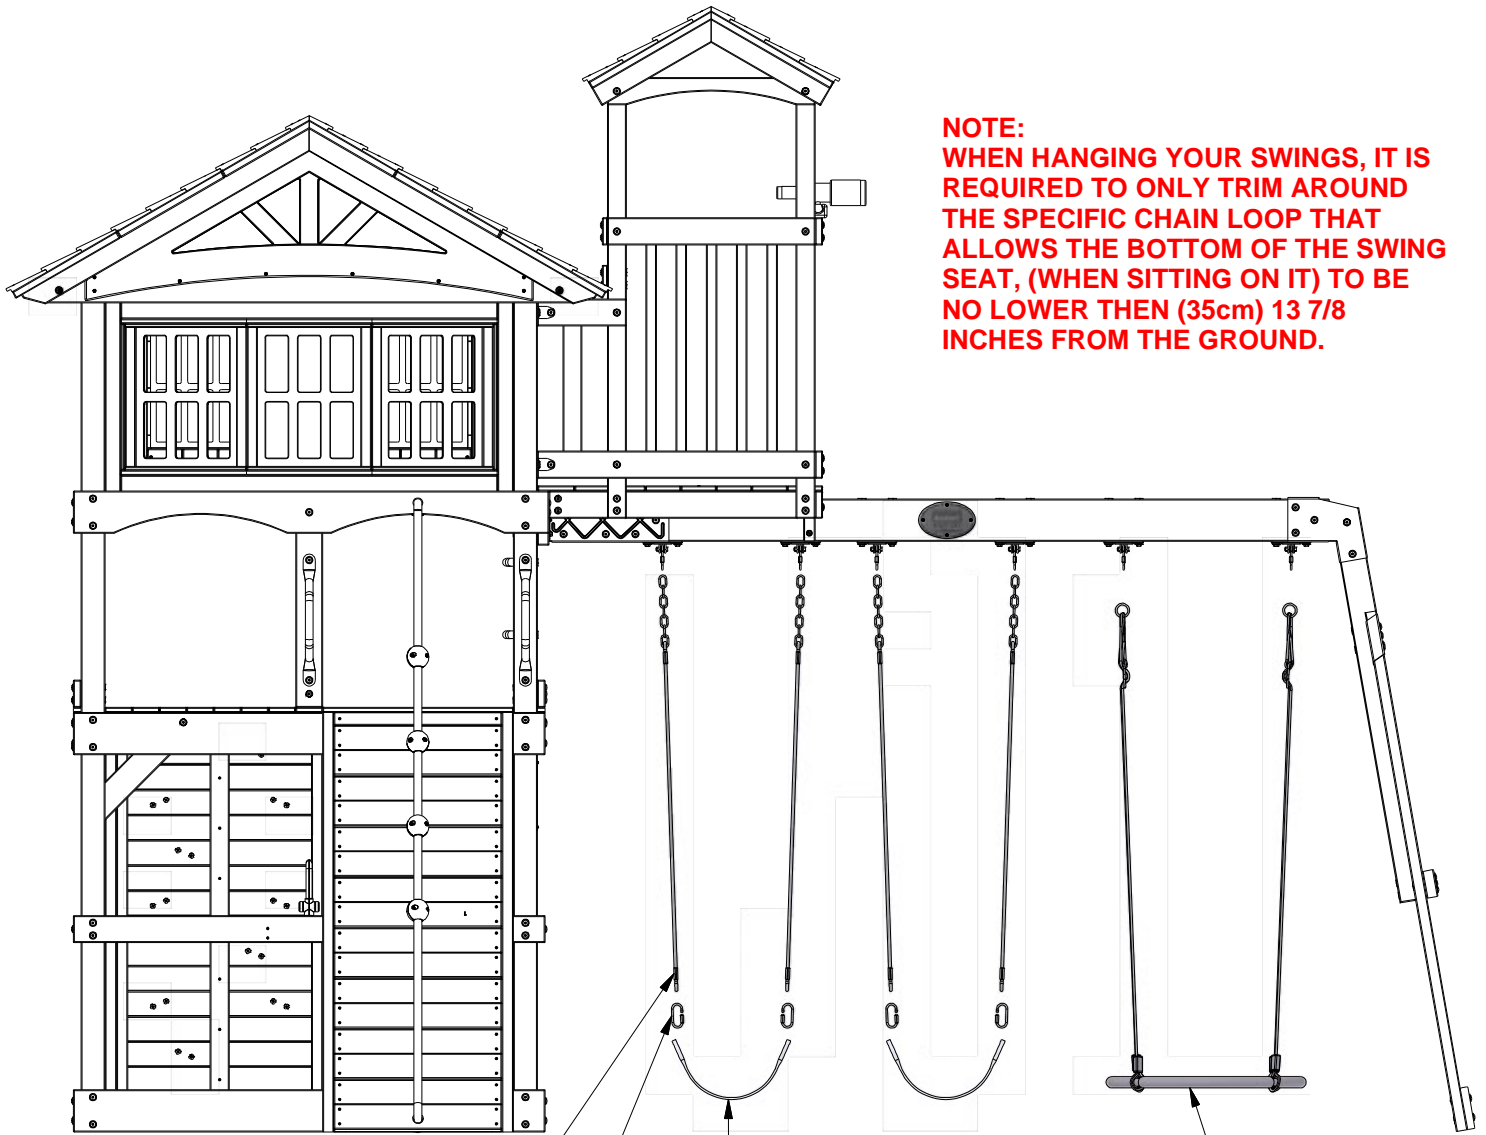 NOTE:
WHEN HANGING YOUR SWINGS, IT IS
REQUIRED TO ONLY TRIM AROUND
THE SPECIFIC CHAIN LOOP THAT
ALLOWS THE BOTTOM OF THE SWING
SEAT, (WHEN SITTING ON IT) TO BE
NO LOWER THEN (35cm) 13 7/8
INCHES FROM THE GROUND.